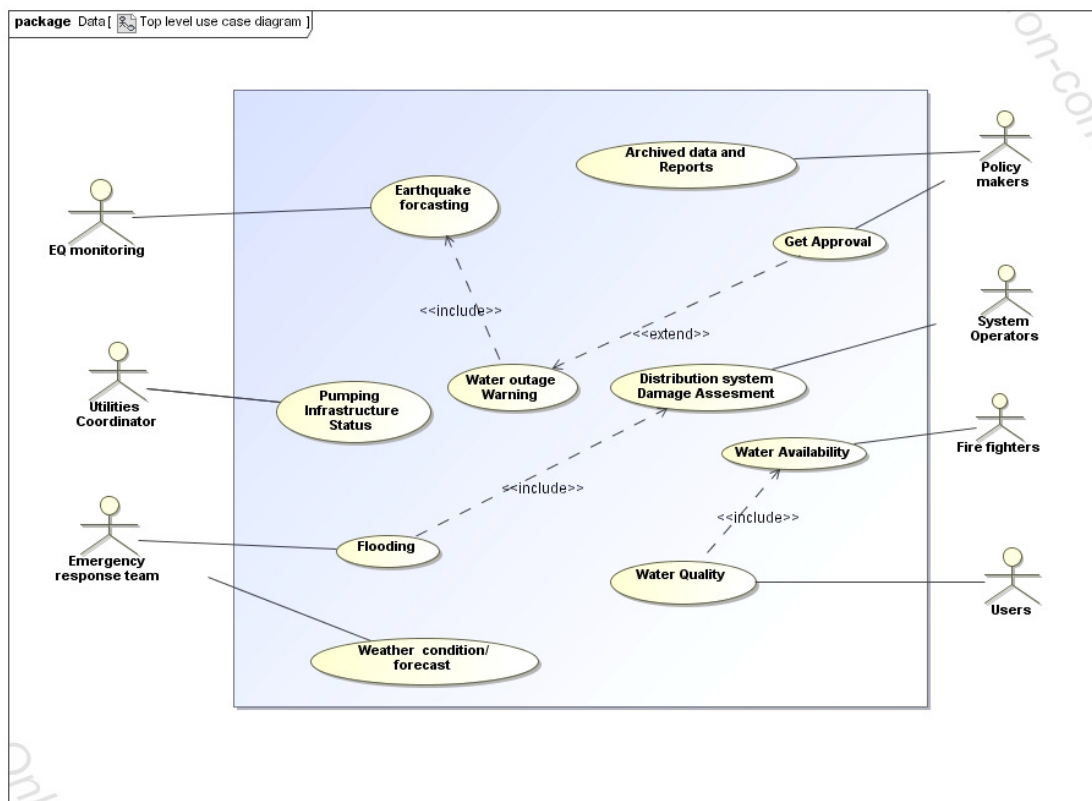 package Data [ Top level use case diagram ]
Archived data and
Reports
Policy
makers
Earthquake
forcasting
EQ monitoring
Get Approval
<<include>>
<<extend>>
System
Operators
Water outage
Warning
Distribution system
Damage Assesment
Pumping
Infrastructure
Status
Utilities
Coordinator
Water Availability
Fire fighters
<<include>>
<<include>>
Flooding
Emergency
response team
Water Quality
Users
Weather condition/
forecast